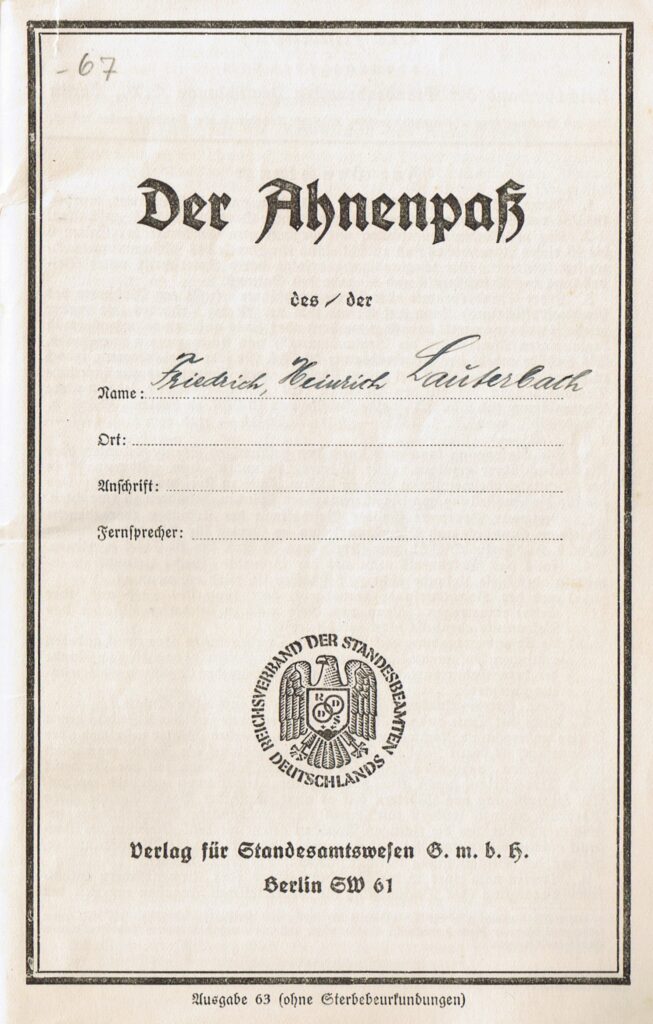 - 67
Der Ahnenpaß
des / der
Name: Friedrich, Heinrich Lauterbach
Ort:
Anschrift:
Fernsprecher:
REICHSVERBAND DER STANDESBEAMTEN DEUTSCHLANDS
R
D D
S
Verlag für Standesamtswesen G. m. b. H.
Berlin SW 61
Ausgabe 63 (ohne Sterbebeurkundungen)